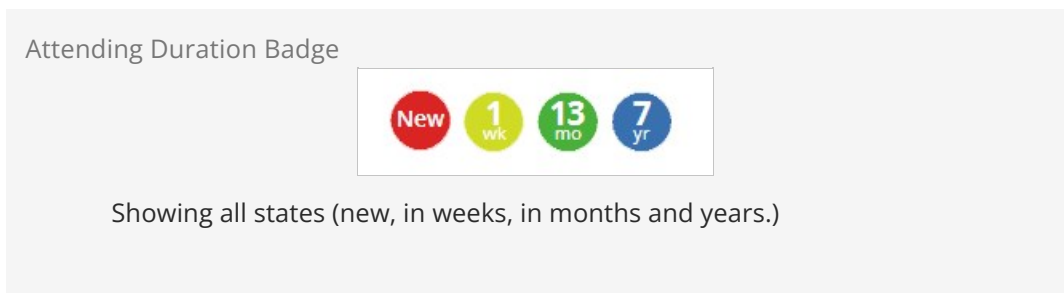 Attending Duration Badge
New 1 13 7
wk mo yr
Showing all states (new, in weeks, in months and years.)